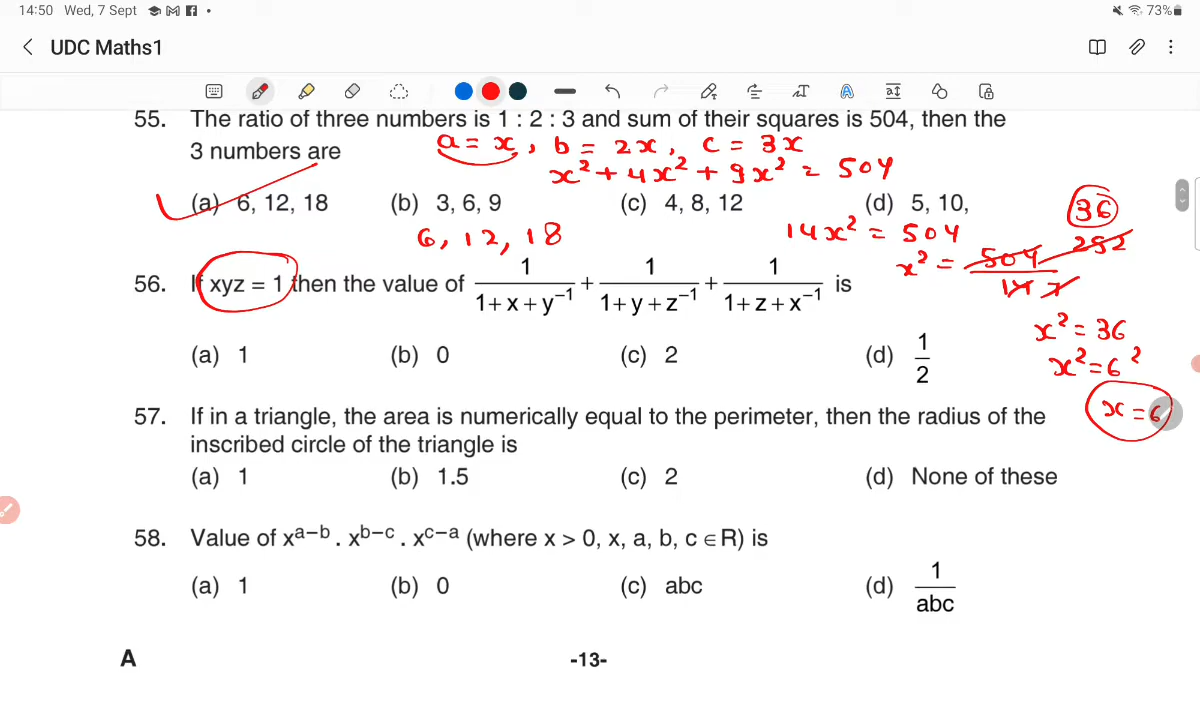 14:50 Wed, 7 Sept 73%
UDC Maths1
55. The ratio of three numbers is 1 : 2 : 3 and sum of their squares is 504, then the
3 numbers are
a = x, b = 2x, c = 3x
x² + 4x² + 9x² = 504
(a) 6, 12, 18 (b) 3, 6, 9 (c) 4, 8, 12 (d) 5, 10,
6, 12, 18
14x² = 504
x² = 504/14 252 7 36
x² = 36
x² = 6²
x = 6
56. If xyz = 1 then the value of 1/(1+x+y⁻¹) + 1/(1+y+z⁻¹) + 1/(1+z+x⁻¹) is
(a) 1 (b) 0 (c) 2 (d) 1/2
57. If in a triangle, the area is numerically equal to the perimeter, then the radius of the
inscribed circle of the triangle is
(a) 1 (b) 1.5 (c) 2 (d) None of these
58. Value of xᵃ⁻ᵇ . xᵇ⁻ᶜ . xᶜ⁻ᵃ (where x > 0, x, a, b, c ∈ R) is
(a) 1 (b) 0 (c) abc (d) 1/abc
A -13-